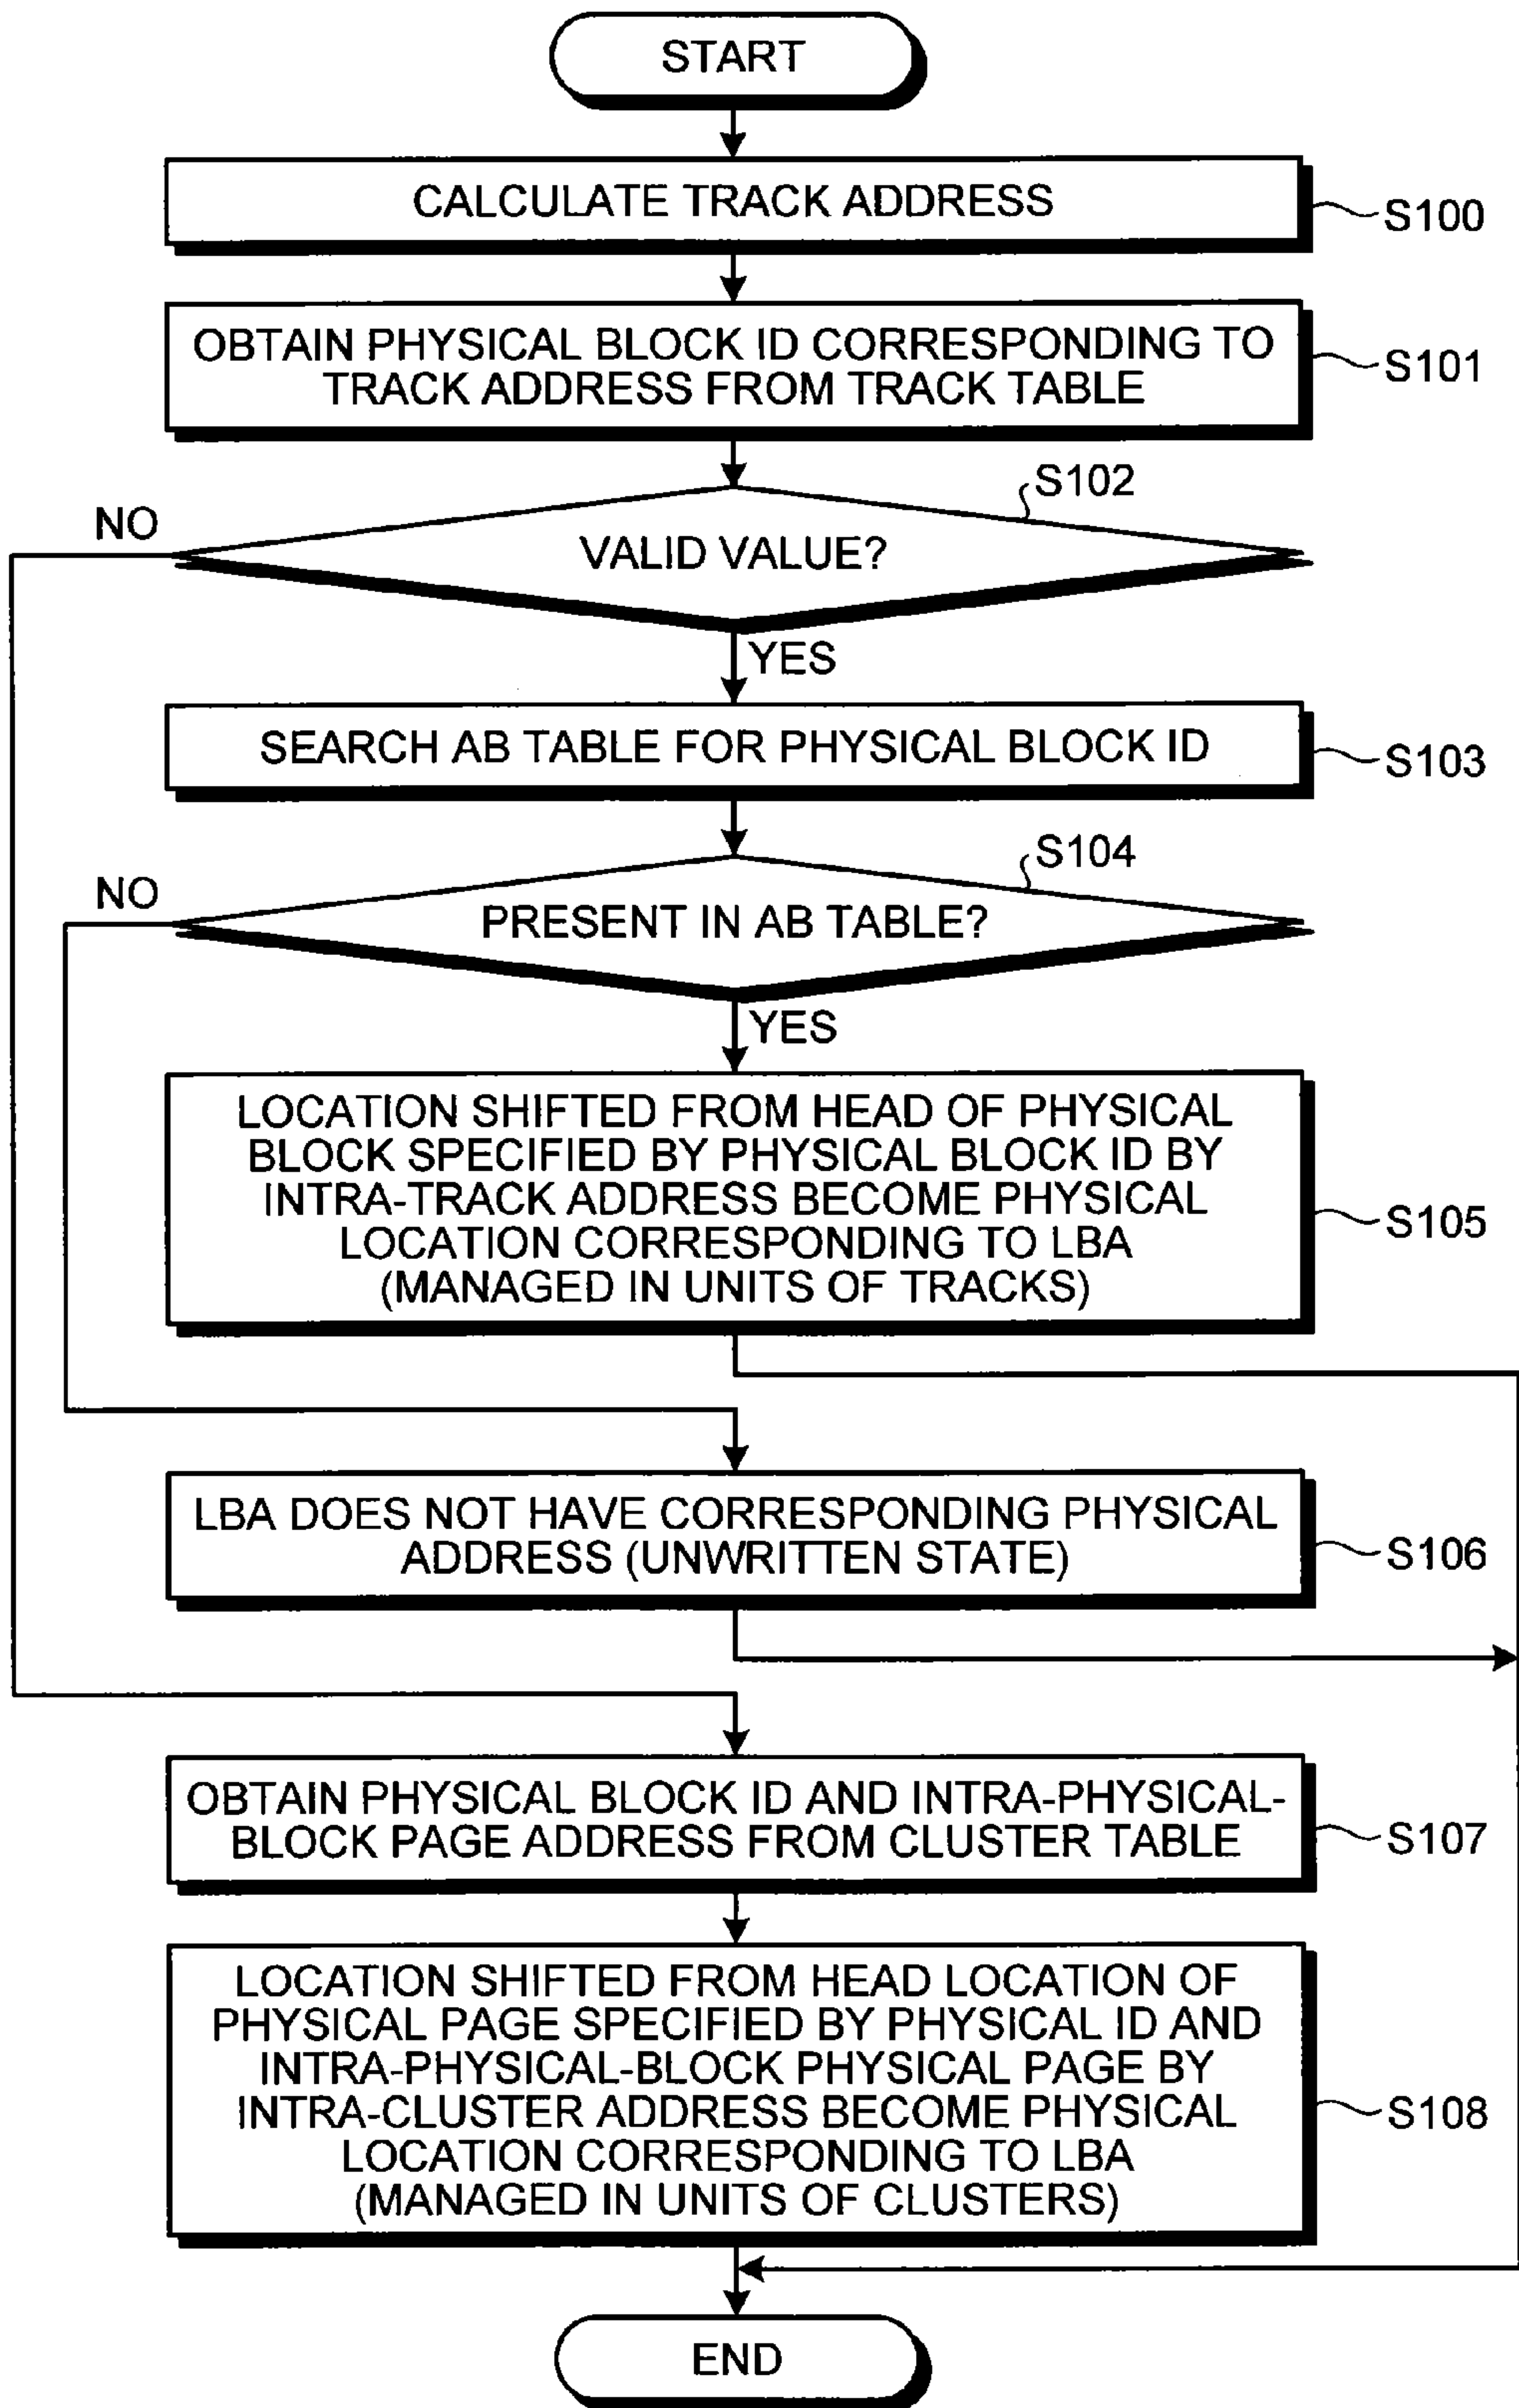 START
CALCULATE TRACK ADDRESS
S100
OBTAIN PHYSICAL BLOCK ID CORRESPONDING TO
TRACK ADDRESS FROM TRACK TABLE
S101
S102
NO
VALID VALUE?
YES
SEARCH AB TABLE FOR PHYSICAL BLOCK ID
S103
S104
NO
PRESENT IN AB TABLE?
YES
LOCATION SHIFTED FROM HEAD OF PHYSICAL
BLOCK SPECIFIED BY PHYSICAL BLOCK ID BY
INTRA-TRACK ADDRESS BECOME PHYSICAL
LOCATION CORRESPONDING TO LBA
(MANAGED IN UNITS OF TRACKS)
S105
LBA DOES NOT HAVE CORRESPONDING PHYSICAL
ADDRESS (UNWRITTEN STATE)
S106
OBTAIN PHYSICAL BLOCK ID AND INTRA-PHYSICAL-
BLOCK PAGE ADDRESS FROM CLUSTER TABLE
S107
LOCATION SHIFTED FROM HEAD LOCATION OF
PHYSICAL PAGE SPECIFIED BY PHYSICAL ID AND
INTRA-PHYSICAL-BLOCK PHYSICAL PAGE BY
INTRA-CLUSTER ADDRESS BECOME PHYSICAL
LOCATION CORRESPONDING TO LBA
(MANAGED IN UNITS OF CLUSTERS)
S108
END